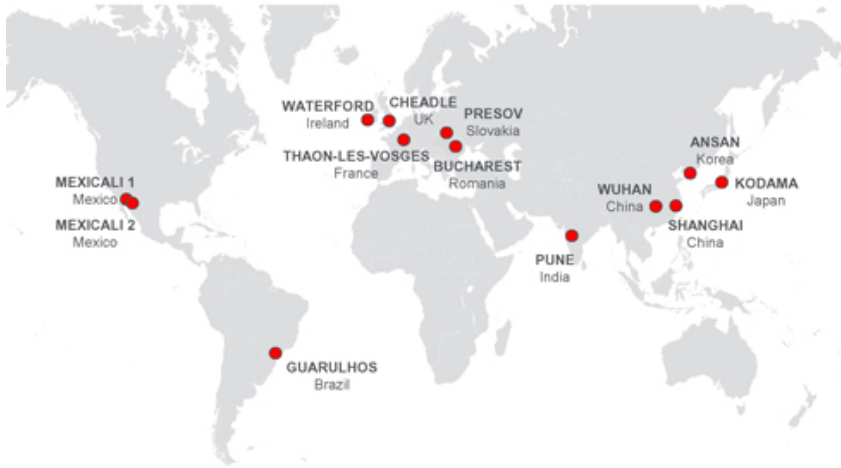 WATERFORD
Ireland
CHEADLE
UK
PRESOV
Slovakia
THAON-LES-VOSGES
France
BUCHAREST
Romania
ANSAN
Korea
MEXICALI 1
Mexico
MEXICALI 2
Mexico
WUHAN
China
KODAMA
Japan
SHANGHAI
China
PUNE
India
GUARULHOS
Brazil